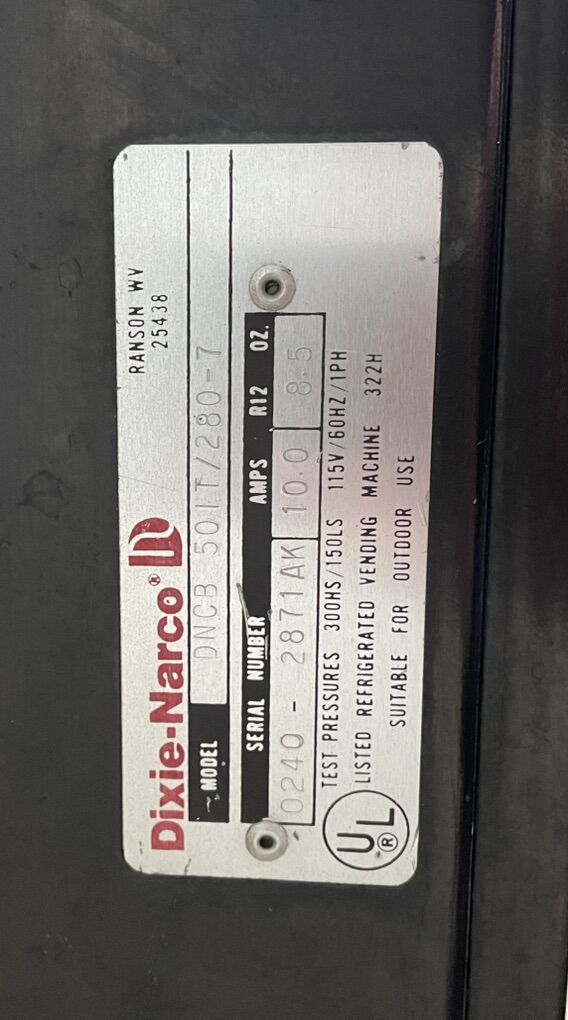 Dixie-Narco®
RANSON WV
25438
MODEL DNCB 501T/280-7
SERIAL NUMBER AMPS R12 OZ.
0240 - 2871AK 10.0 8.5
TEST PRESSURES 300HS/150LS 115V/60HZ/1PH
UL® LISTED REFRIGERATED VENDING MACHINE 322H
SUITABLE FOR OUTDOOR USE